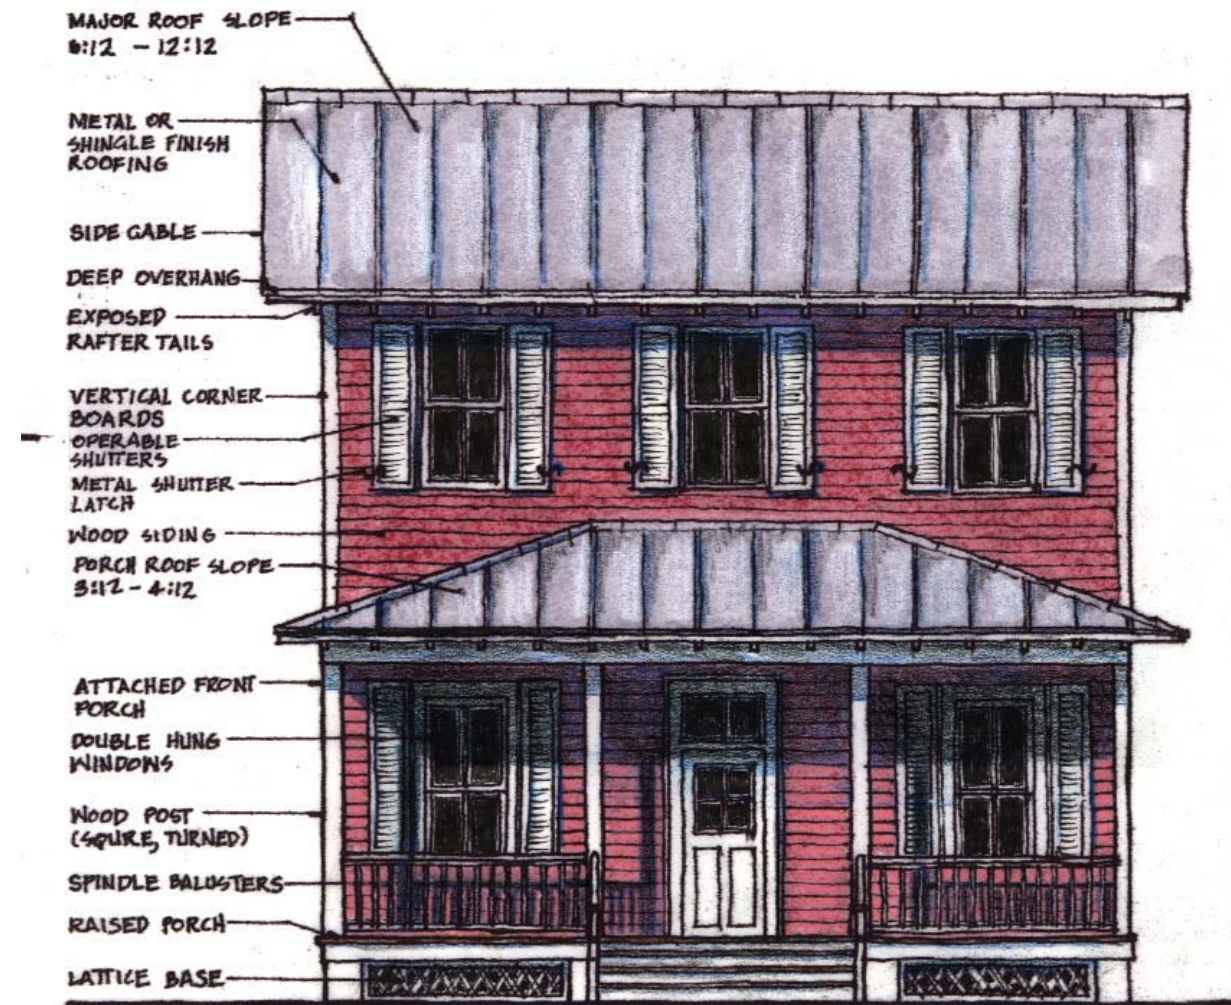 MAJOR ROOF SLOPE
6:12 - 12:12
METAL OR
SHINGLE FINISH
ROOFING
SIDE GABLE
DEEP OVERHANG
EXPOSED
RAFTER TAILS
VERTICAL CORNER
BOARDS
OPERABLE
SHUTTERS
METAL SHUTTER
LATCH
WOOD SIDING
PORCH ROOF SLOPE
3:12 - 4:12
ATTACHED FRONT
PORCH
DOUBLE HUNG
WINDOWS
WOOD POST
(SQURE, TURNED)
SPINDLE BALUSTERS
RAISED PORCH
LATTICE BASE